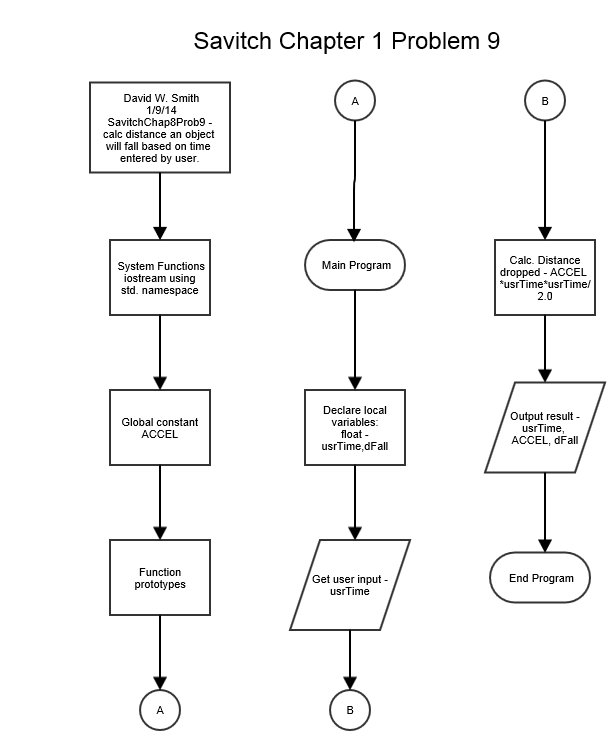 Savitch Chapter 1 Problem 9
David W. Smith
1/9/14
SavitchChap8Prob9 -
calc distance an object
will fall based on time
entered by user.
System Functions
iostream using
std. namespace
Global constant
ACCEL
Function
prototypes
A
A
Main Program
Declare local
variables:
float -
usrTime,dFall
Get user input -
usrTime
B
B
Calc. Distance
dropped - ACCEL
*usrTime*usrTime/
2.0
Output result -
usrTime,
ACCEL, dFall
End Program